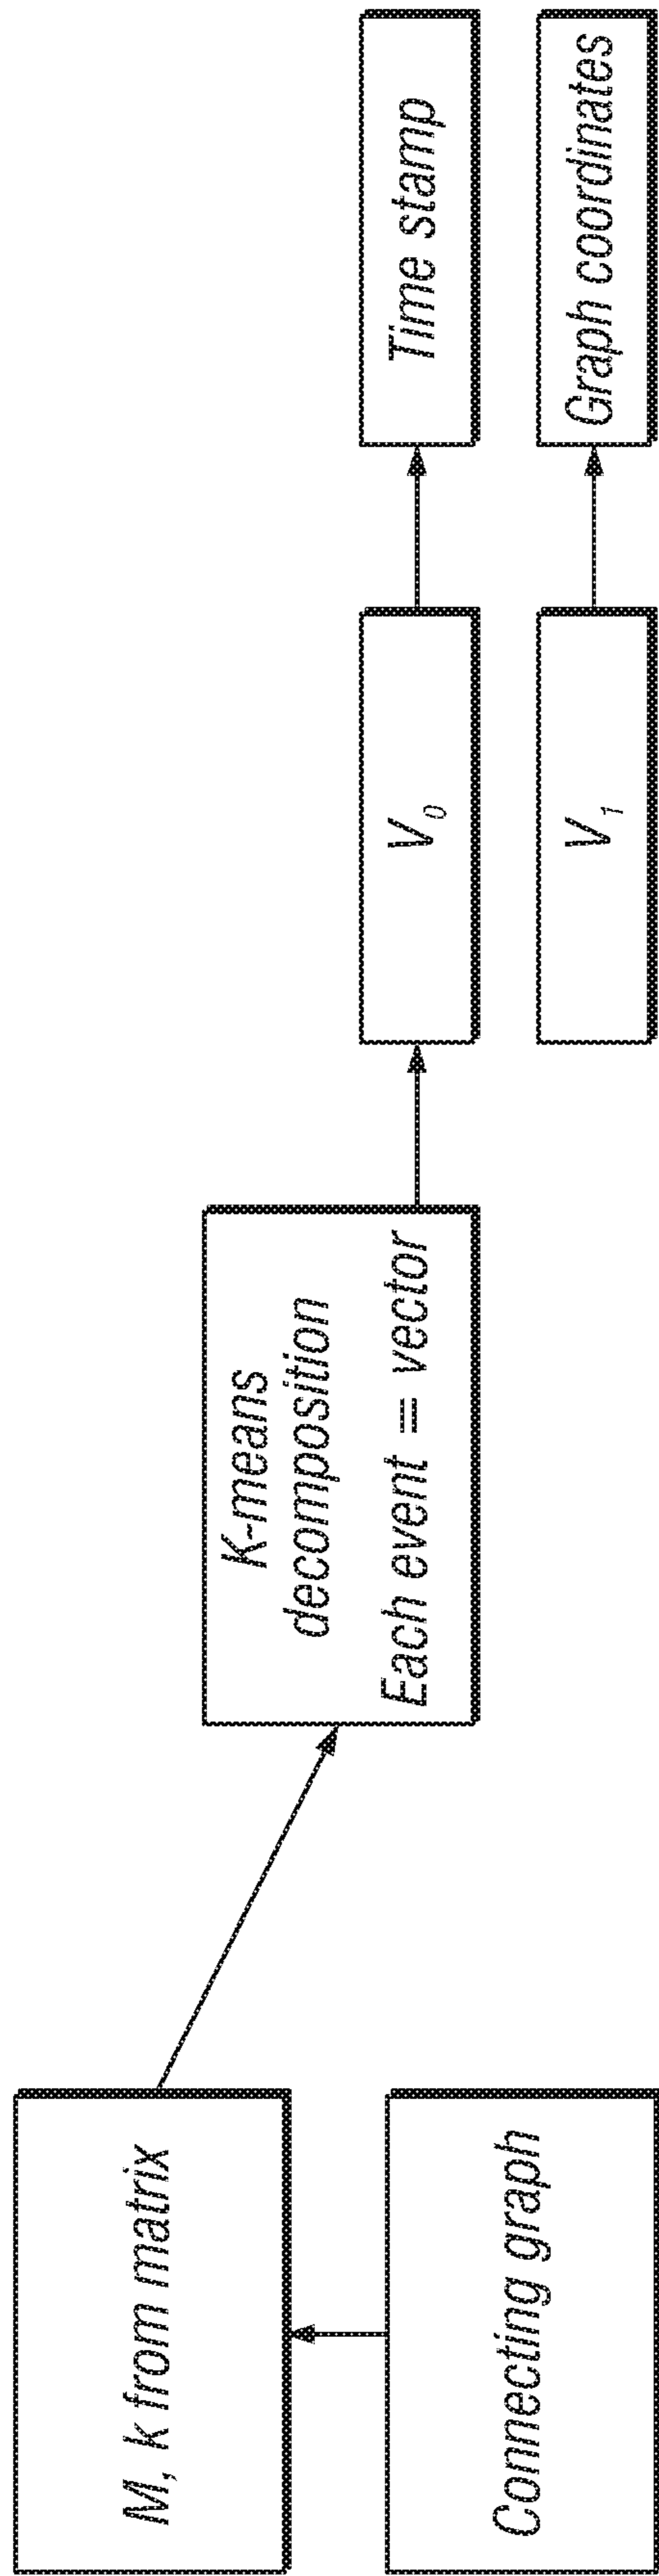 M, k from matrix
Connecting graph
K-means
decomposition
Each event = vector
V₀
V₁
Time stamp
Graph coordinates